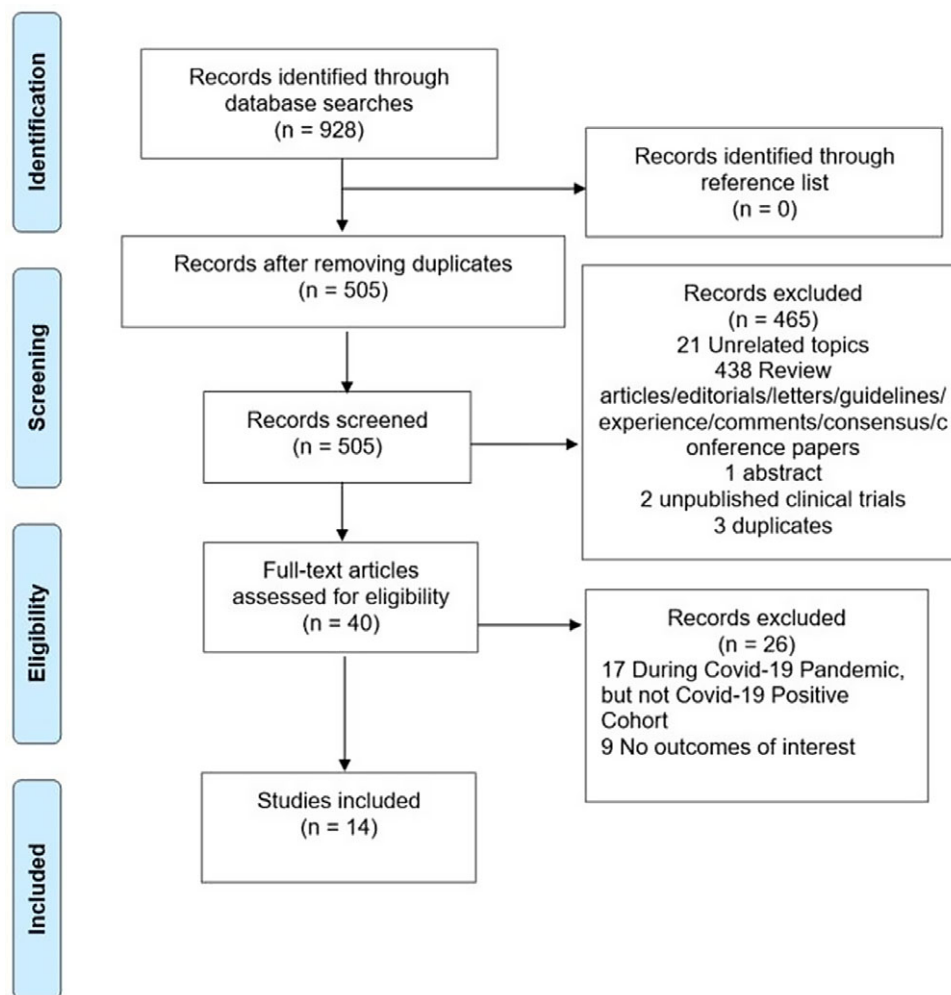 Identification
Records identified through
database searches
(n = 928)
Records identified through
reference list
(n = 0)
Records after removing duplicates
(n = 505)
Screening
Records excluded
(n = 465)
21 Unrelated topics
438 Review
articles/editorials/letters/guidelines/
experience/comments/consensus/c
onference papers
1 abstract
2 unpublished clinical trials
3 duplicates
Records screened
(n = 505)
Eligibility
Full-text articles
assessed for eligibility
(n = 40)
Records excluded
(n = 26)
17 During Covid-19 Pandemic,
but not Covid-19 Positive
Cohort
9 No outcomes of interest
Included
Studies included
(n = 14)